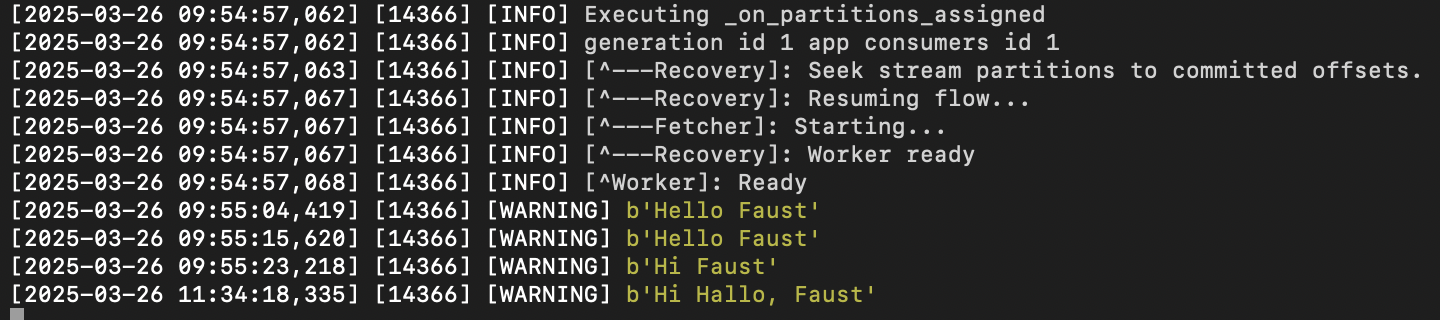 [2025-03-26 09:54:57,062] [14366] [INFO] Executing _on_partitions_assigned
[2025-03-26 09:54:57,062] [14366] [INFO] generation id 1 app consumers id 1
[2025-03-26 09:54:57,063] [14366] [INFO] [^---Recovery]: Seek stream partitions to committed offsets.
[2025-03-26 09:54:57,067] [14366] [INFO] [^---Recovery]: Resuming flow...
[2025-03-26 09:54:57,067] [14366] [INFO] [^---Fetcher]: Starting...
[2025-03-26 09:54:57,067] [14366] [INFO] [^---Recovery]: Worker ready
[2025-03-26 09:54:57,068] [14366] [INFO] [^Worker]: Ready
[2025-03-26 09:55:04,419] [14366] [WARNING] b'Hello Faust'
[2025-03-26 09:55:15,620] [14366] [WARNING] b'Hello Faust'
[2025-03-26 09:55:23,218] [14366] [WARNING] b'Hi Faust'
[2025-03-26 11:34:18,335] [14366] [WARNING] b'Hi Hallo, Faust'